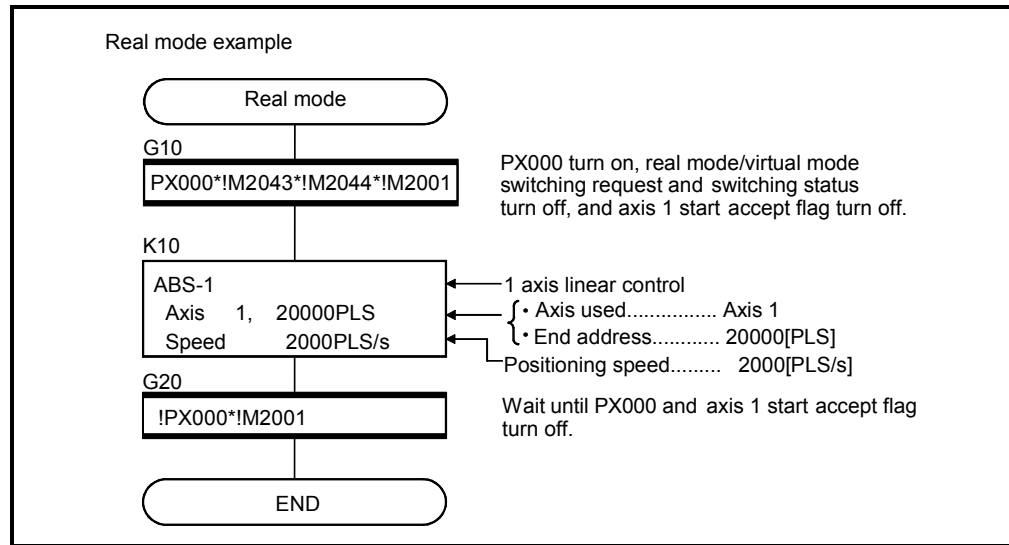 Real mode example
Real mode
G10
PX000*!M2043*!M2044*!M2001
PX000 turn on, real mode/virtual mode
switching request and switching status
turn off, and axis 1 start accept flag turn off.
K10
ABS-1
Axis 1, 20000PLS
Speed 2000PLS/s
1 axis linear control
• Axis used................ Axis 1
• End address............ 20000[PLS]
Positioning speed......... 2000[PLS/s]
G20
!PX000*!M2001
Wait until PX000 and axis 1 start accept flag
turn off.
END